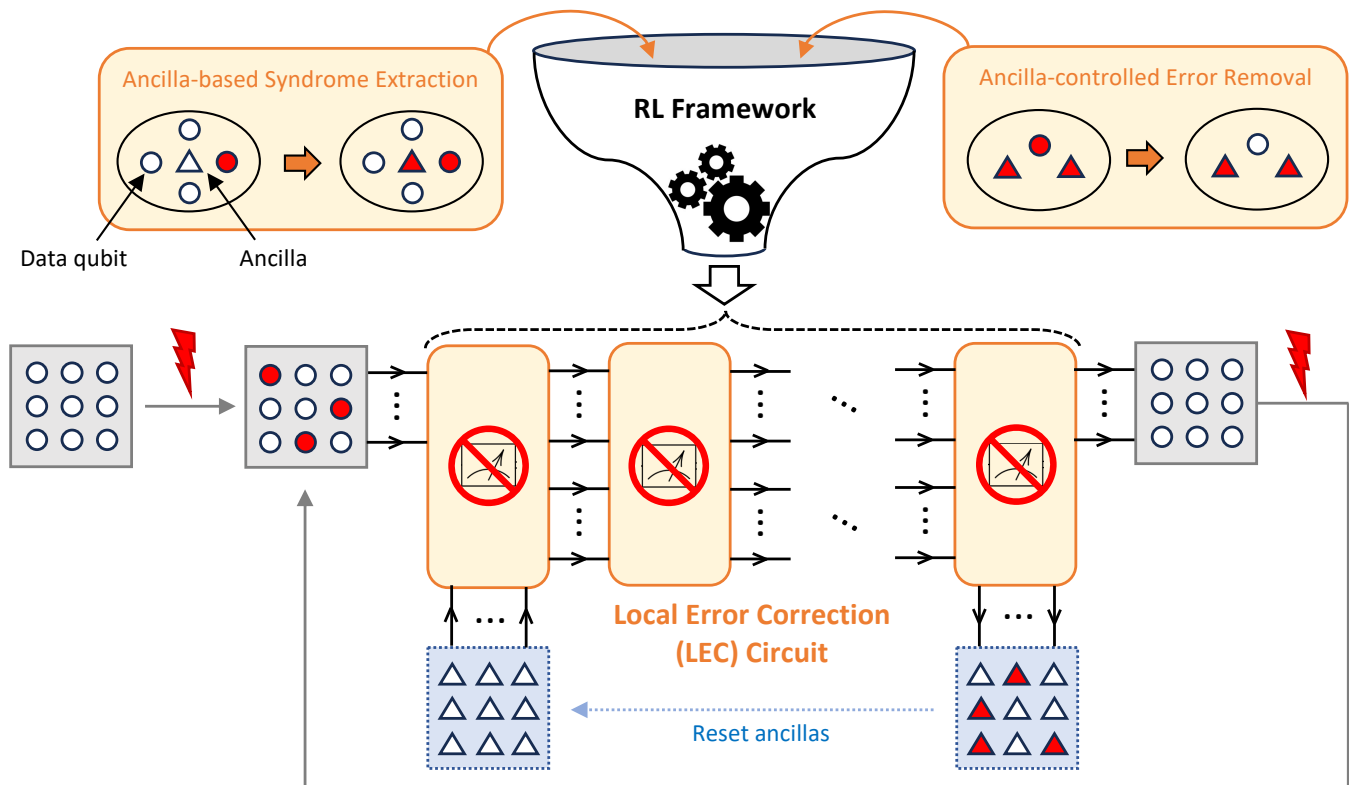 Ancilla-based Syndrome Extraction
RL Framework
Ancilla-controlled Error Removal
Data qubit
Ancilla
Local Error Correction
(LEC) Circuit
Reset ancillas